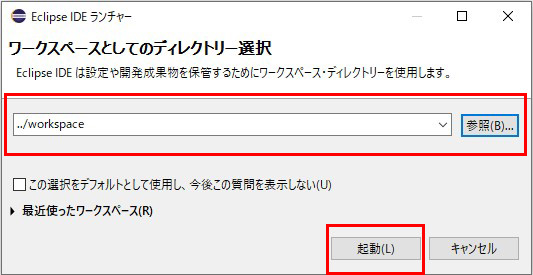 Eclipse IDE ランチャー
ワークスペースとしてのディレクトリー選択
Eclipse IDE は設定や開発成果物を保管するためにワークスペース・ディレクトリーを使用します。
../workspace 参照(B)...
この選択をデフォルトとして使用し、今後この質問を表示しない(U)
最近使ったワークスペース(R)
起動(L) キャンセル